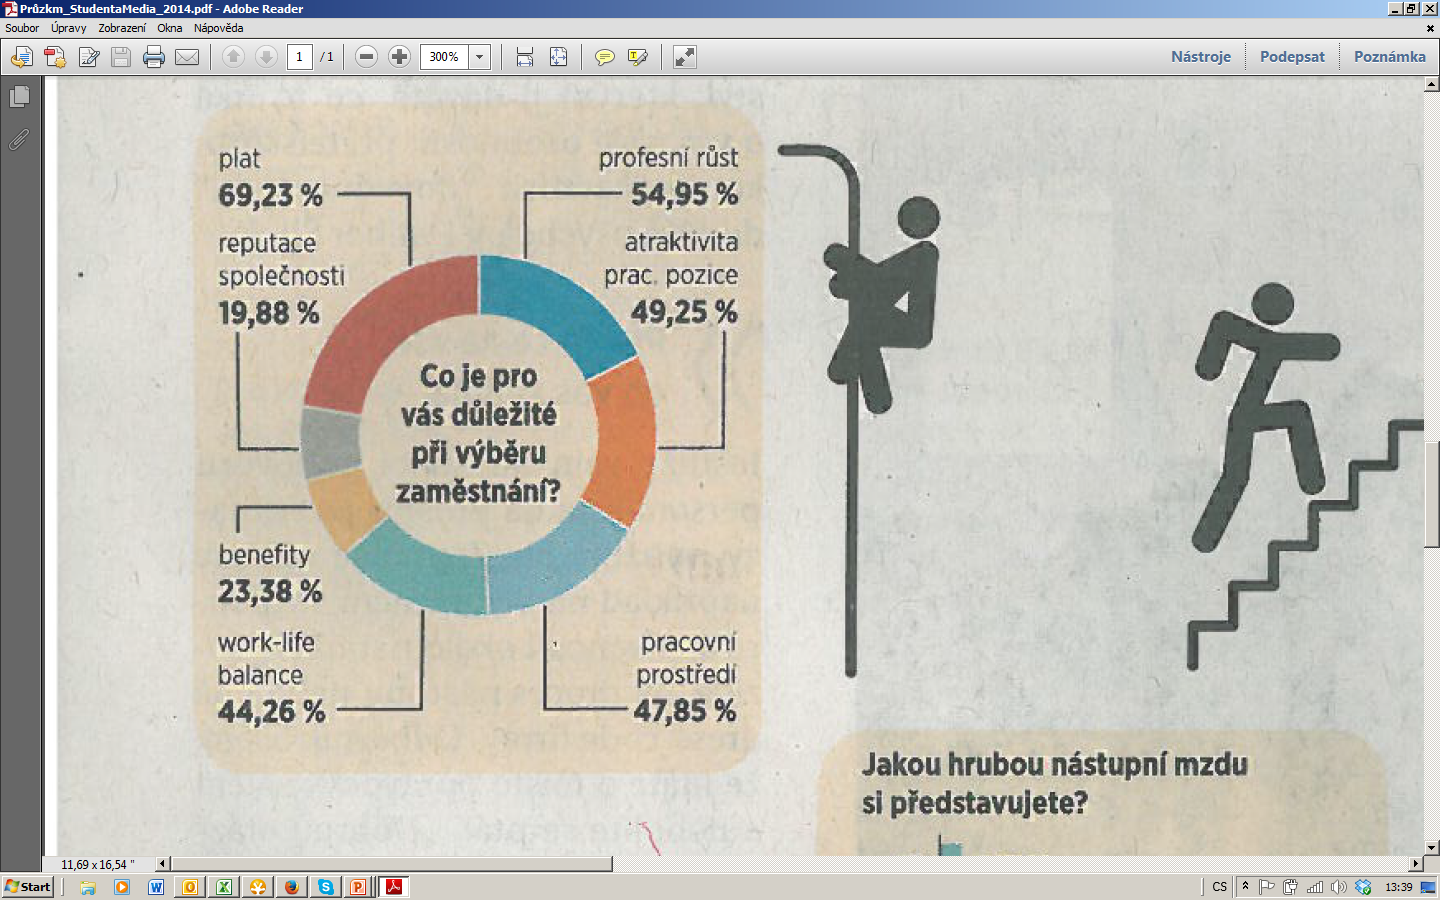 Průzkm_StudentaMedia_2014.pdf - Adobe Reader
Soubor Úpravy Zobrazení Okna Nápověda
1 / 1 300% Nástroje Podepsat Poznámka
plat
69,23 %
profesní růst
54,95 %
reputace
společnosti
19,88 %
atraktivita
prac. pozice
49,25 %
Co je pro
vás důležité
při výběru
zaměstnání?
benefity
23,38 %
work-life
balance
44,26 %
pracovní
prostředí
47,85 %
Jakou hrubou nástupní mzdu
si představujete?
11,69 x 16,54 "
Start CS 13:39